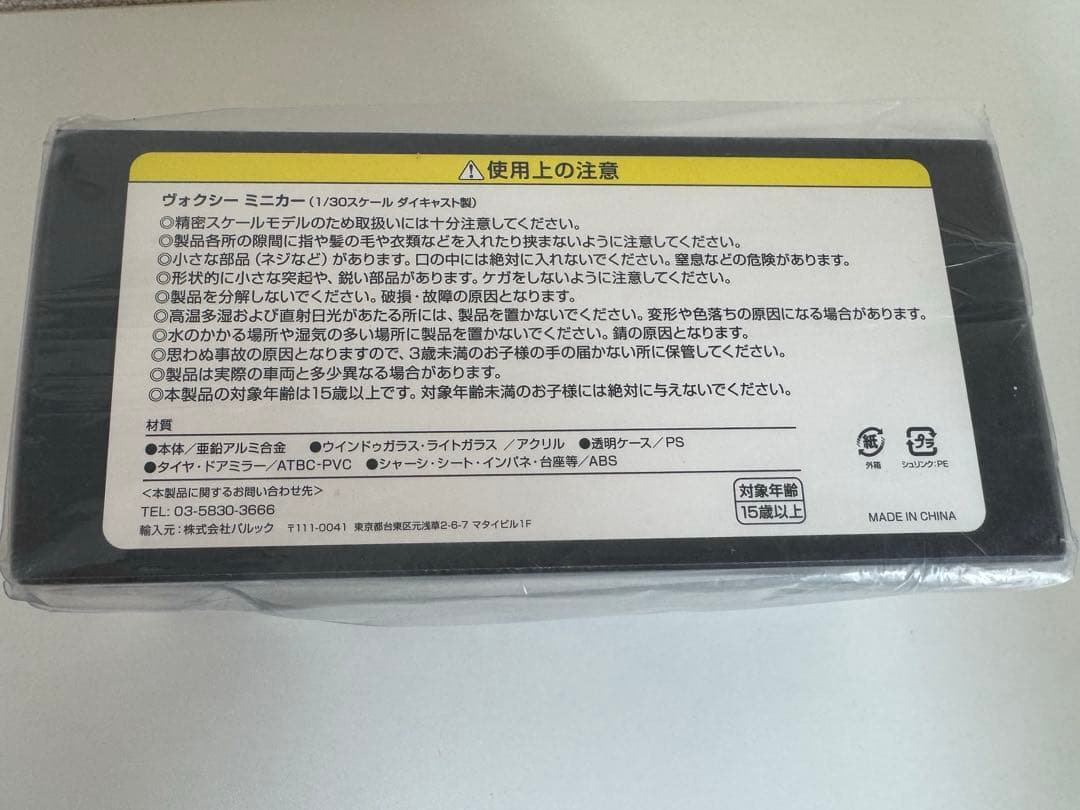 ⚠使用上の注意
ヴォクシー ミニカー(1/30スケール ダイキャスト製)
◎精密スケールモデルのため取扱いには十分注意してください。
◎製品各所の隙間に指や髪の毛や衣類などを入れたり挟まないように注意してください。
◎小さな部品(ネジなど)があります。口の中には絶対に入れないでください。窒息などの危険があります。
◎形状的に小さな突起や、鋭い部品があります。ケガをしないように注意してください。
◎製品を分解しないでください。破損・故障の原因となります。
◎高温多湿および直射日光があたる所には、製品を置かないでください。変形や色落ちの原因になる場合があります。
◎水のかかる場所や湿気の多い場所に製品を置かないでください。錆の原因となります。
◎思わぬ事故の原因となりますので、3歳未満のお子様の手の届かない所に保管してください。
◎製品は実際の車両と多少異なる場合があります。
◎本製品の対象年齢は15歳以上です。対象年齢未満のお子様には絶対に与えないでください。
材質
●本体/亜鉛アルミ合金 ●ウインドゥガラス・ライトガラス/アクリル ●透明ケース/PS
●タイヤ・ドアミラー/ATBC-PVC ●シャーシ・シート・インパネ・台座等/ABS
紙
外箱
プラ
シュリンク:PE
<本製品に関するお問い合わせ先>
TEL: 03-5830-3666
輸入元:株式会社パルック 〒111-0041 東京都台東区元浅草2-6-7 マタイビル1F
対象年齢
15歳以上
MADE IN CHINA